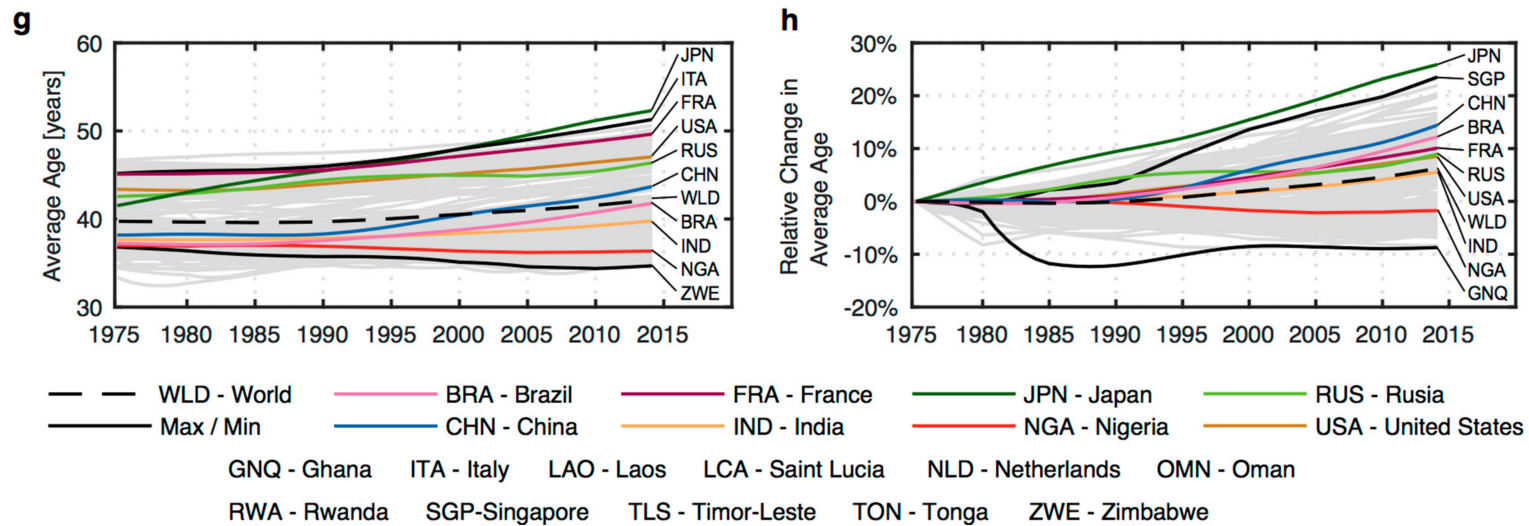 g
Average Age [years]
60
50
40
30
1975 1980 1985 1990 1995 2000 2005 2010 2015
JPN
ITA
FRA
USA
RUS
CHN
WLD
BRA
IND
NGA
ZWE
h
Relative Change in
Average Age
30%
20%
10%
0%
-10%
-20%
1975 1980 1985 1990 1995 2000 2005 2010 2015
JPN
SGP
CHN
BRA
FRA
RUS
USA
WLD
IND
NGA
GNQ
WLD - World BRA - Brazil FRA - France JPN - Japan RUS - Rusia
Max / Min CHN - China IND - India NGA - Nigeria USA - United States
GNQ - Ghana ITA - Italy LAO - Laos LCA - Saint Lucia NLD - Netherlands OMN - Oman
RWA - Rwanda SGP-Singapore TLS - Timor-Leste TON - Tonga ZWE - Zimbabwe